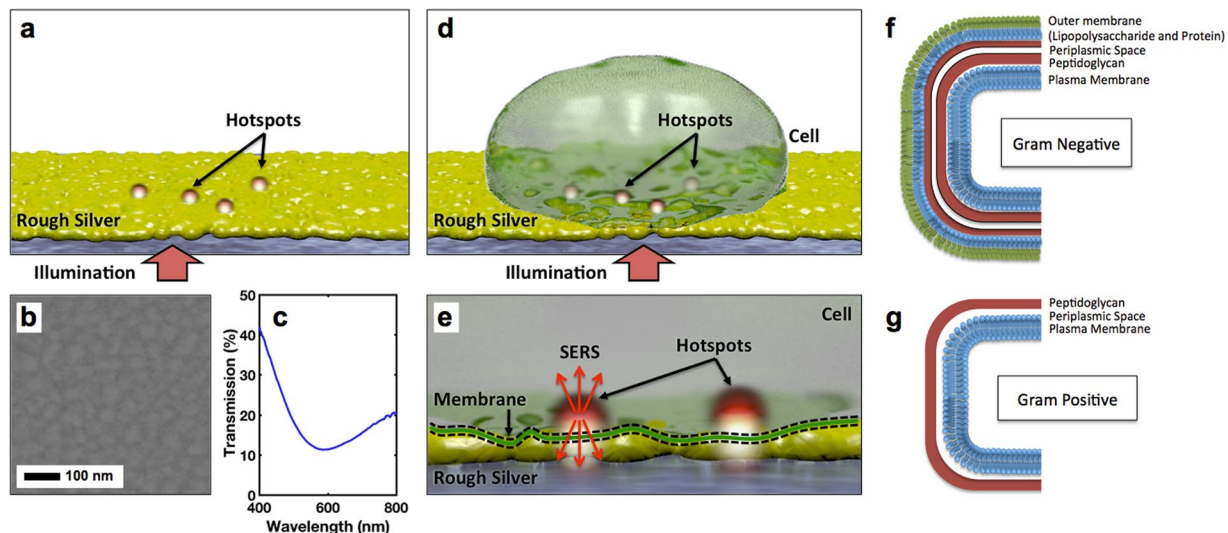 a
Hotspots
Rough Silver
Illumination
b
100 nm
c
50
40
30
20
10
0
Transmission (%)
400
600
800
Wavelength (nm)
d
Hotspots
Cell
Rough Silver
Illumination
e
Cell
SERS
Hotspots
Membrane
Rough Silver
f
Outer membrane
(Lipopolysaccharide and Protein)
Periplasmic Space
Peptidoglycan
Plasma Membrane
Gram Negative
g
Peptidoglycan
Periplasmic Space
Plasma Membrane
Gram Positive